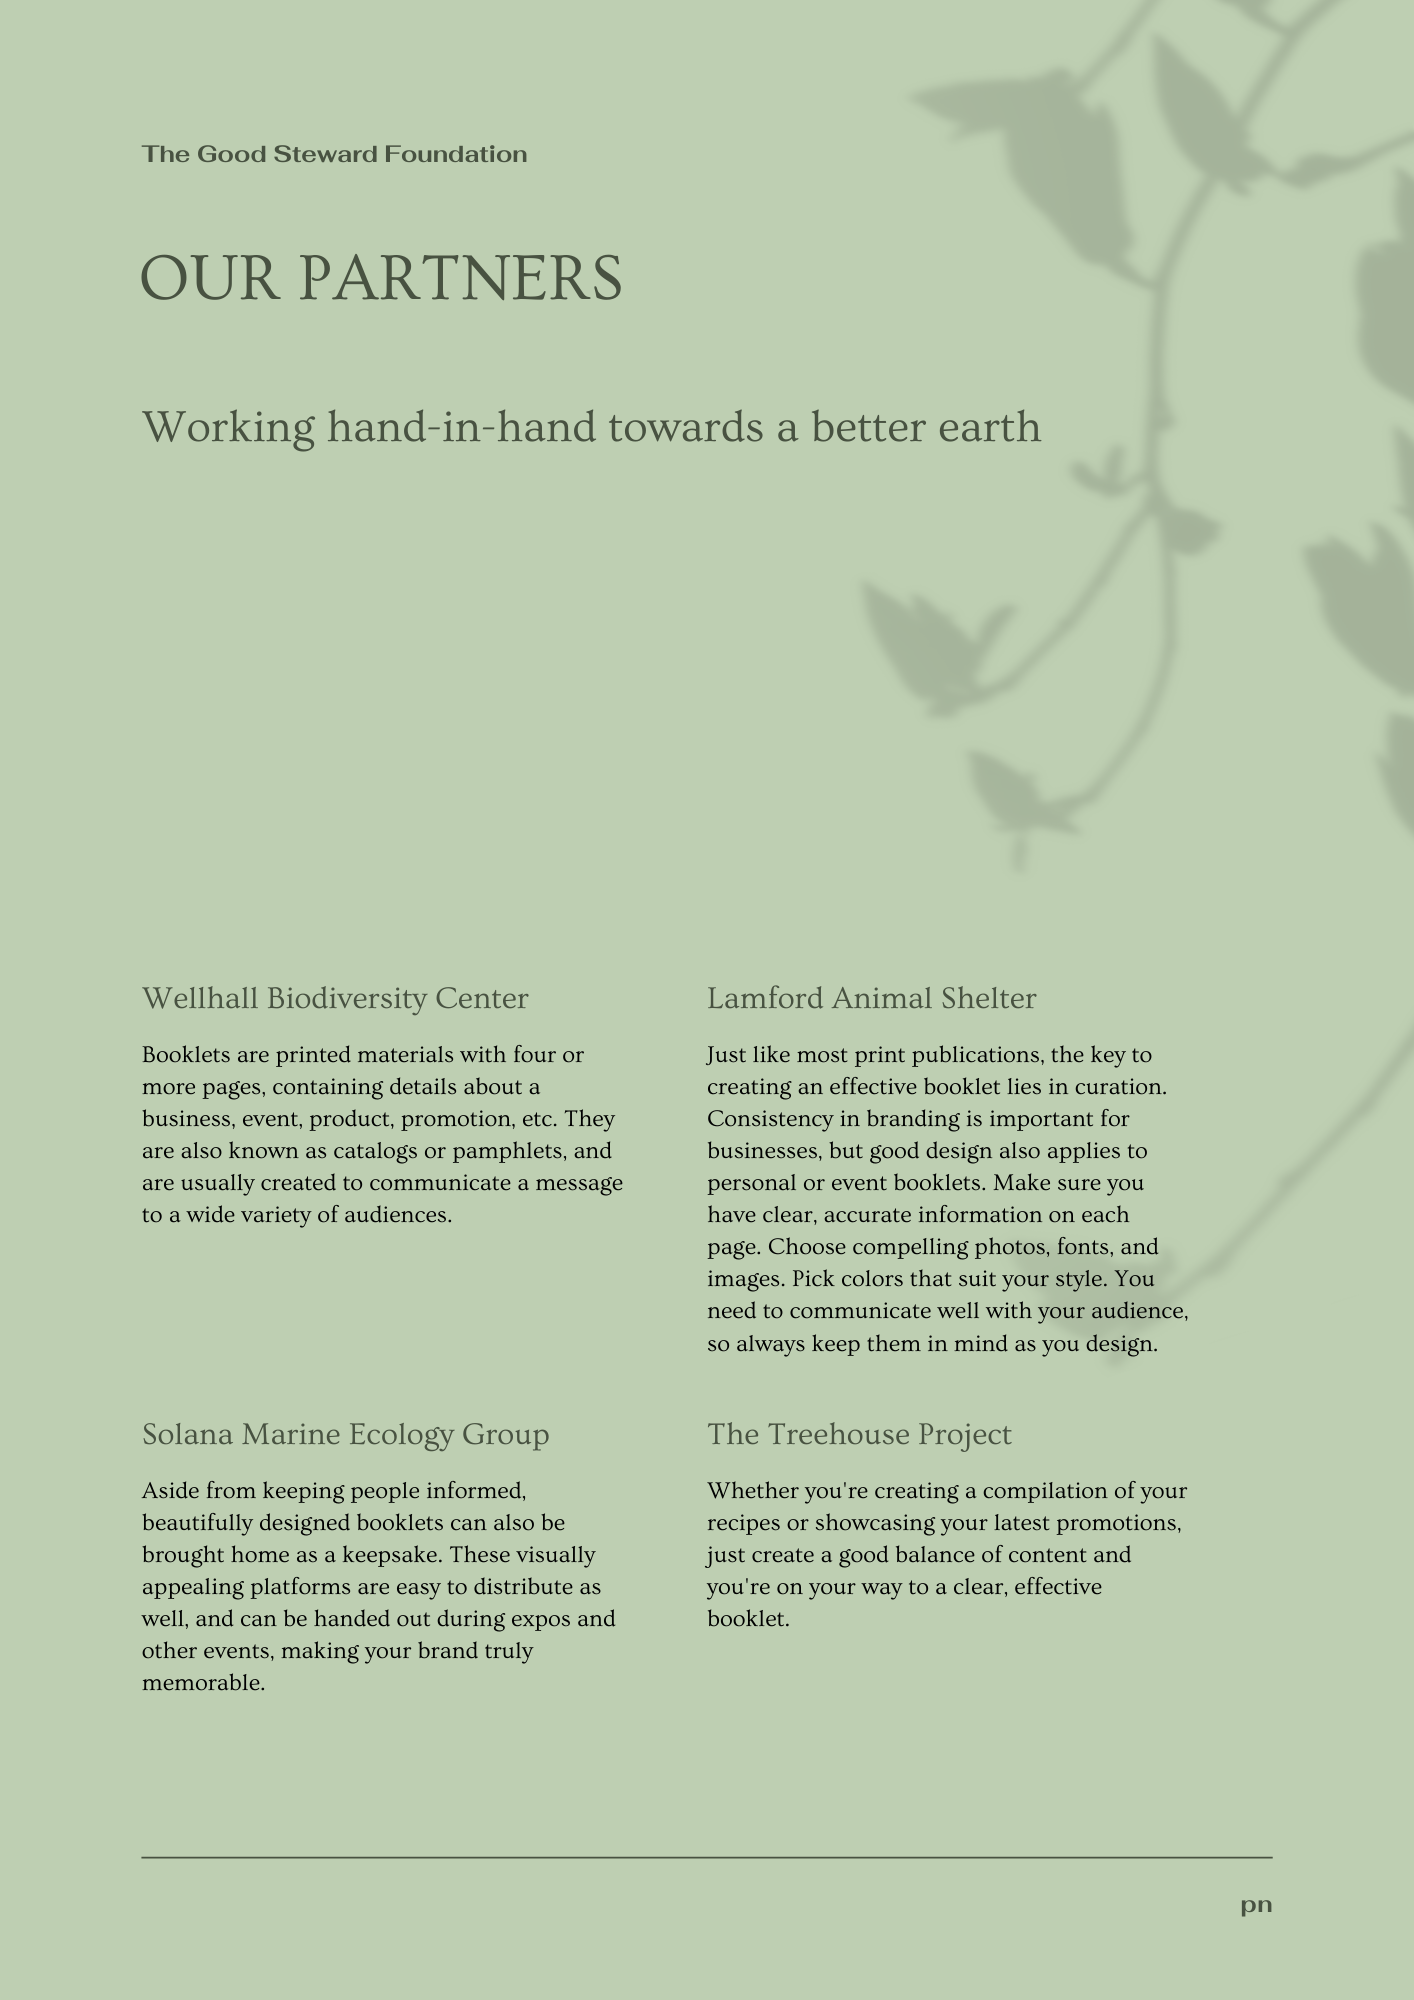 The Good Steward Foundation
OUR PARTNERS
Working hand-in-hand towards a better earth
Wellhall Biodiversity Center
Booklets are printed materials with four or
more pages, containing details about a
business, event, product, promotion, etc. They
are also known as catalogs or pamphlets, and
are usually created to communicate a message
to a wide variety of audiences.
Lamford Animal Shelter
Just like most print publications, the key to
creating an effective booklet lies in curation.
Consistency in branding is important for
businesses, but good design also applies to
personal or event booklets. Make sure you
have clear, accurate information on each
page. Choose compelling photos, fonts, and
images. Pick colors that suit your style. You
need to communicate well with your audience,
so always keep them in mind as you design.
Solana Marine Ecology Group
Aside from keeping people informed,
beautifully designed booklets can also be
brought home as a keepsake. These visually
appealing platforms are easy to distribute as
well, and can be handed out during expos and
other events, making your brand truly
memorable.
The Treehouse Project
Whether you're creating a compilation of your
recipes or showcasing your latest promotions,
just create a good balance of content and
you're on your way to a clear, effective
booklet.
pn